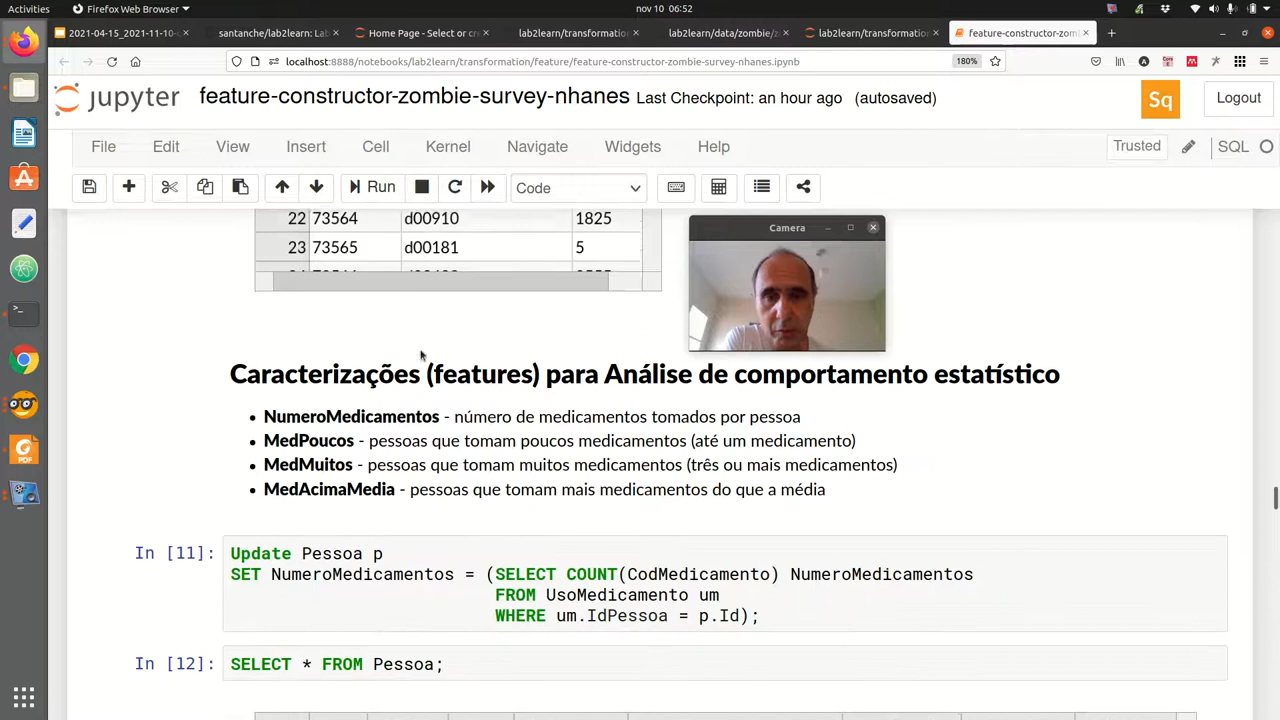 Activities
Firefox Web Browser
nov 10 06:52
2021-04-15_2021-11-10-
santanche/lab2learn: Lab
Home Page - Select or cre
lab2learn/transformation
lab2learn/data/zombie/z
lab2learn/transformation
feature-constructor-zomb
localhost:8888/notebooks/lab2learn/transformation/feature/feature-constructor-zombie-survey-nhanes.ipynb
180%
jupyter
feature-constructor-zombie-survey-nhanes Last Checkpoint: an hour ago (autosaved)
Sq
Logout
File Edit View Insert Cell Kernel Navigate Widgets Help
Trusted
SQL
Run
Code
22 73564 d00910 1825
23 73565 d00181 5
Camera
Caracterizações (features) para Análise de comportamento estatístico
• NumeroMedicamentos - número de medicamentos tomados por pessoa
• MedPoucos - pessoas que tomam poucos medicamentos (até um medicamento)
• MedMuitos - pessoas que tomam muitos medicamentos (três ou mais medicamentos)
• MedAcimaMedia - pessoas que tomam mais medicamentos do que a média
In [11]: Update Pessoa p
SET NumeroMedicamentos = (SELECT COUNT(CodMedicamento) NumeroMedicamentos
FROM UsoMedicamento um
WHERE um.IdPessoa = p.Id);
In [12]: SELECT * FROM Pessoa;